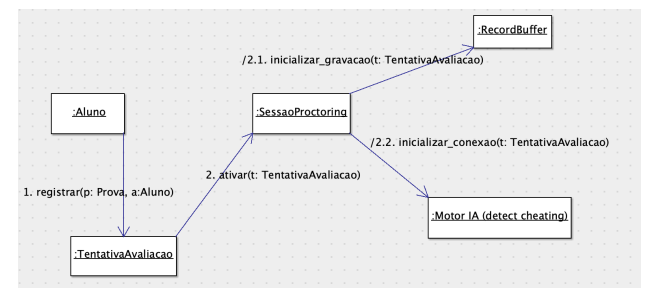 :RecordBuffer
/2.1. inicializar_gravacao(t: TentativaAvaliacao)
:Aluno
:SessaoProctoring
/2.2. inicializar_conexao(t: TentativaAvaliacao)
2. ativar(t: TentativaAvaliacao)
1. registrar(p: Prova, a:Aluno)
:Motor IA (detect cheating)
:TentativaAvaliacao